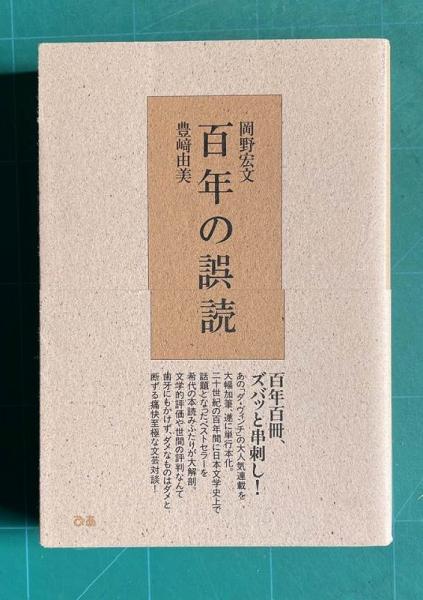 岡野宏文
百年の誤読
豊﨑由美
百年百冊、
ズバッと串刺し！
あの「ダ・ヴィンチ」の大人気連載を
大幅加筆、遂に単行本化。
二十世紀の百年間に日本文学史上で
話題となったベストセラーを
希代の本読みふたりが大解剖。
文学的評価や世間の評判なんて
歯牙にもかけず、ダメなものはダメと
断ずる痛快至極な文芸対談！
ぴあ